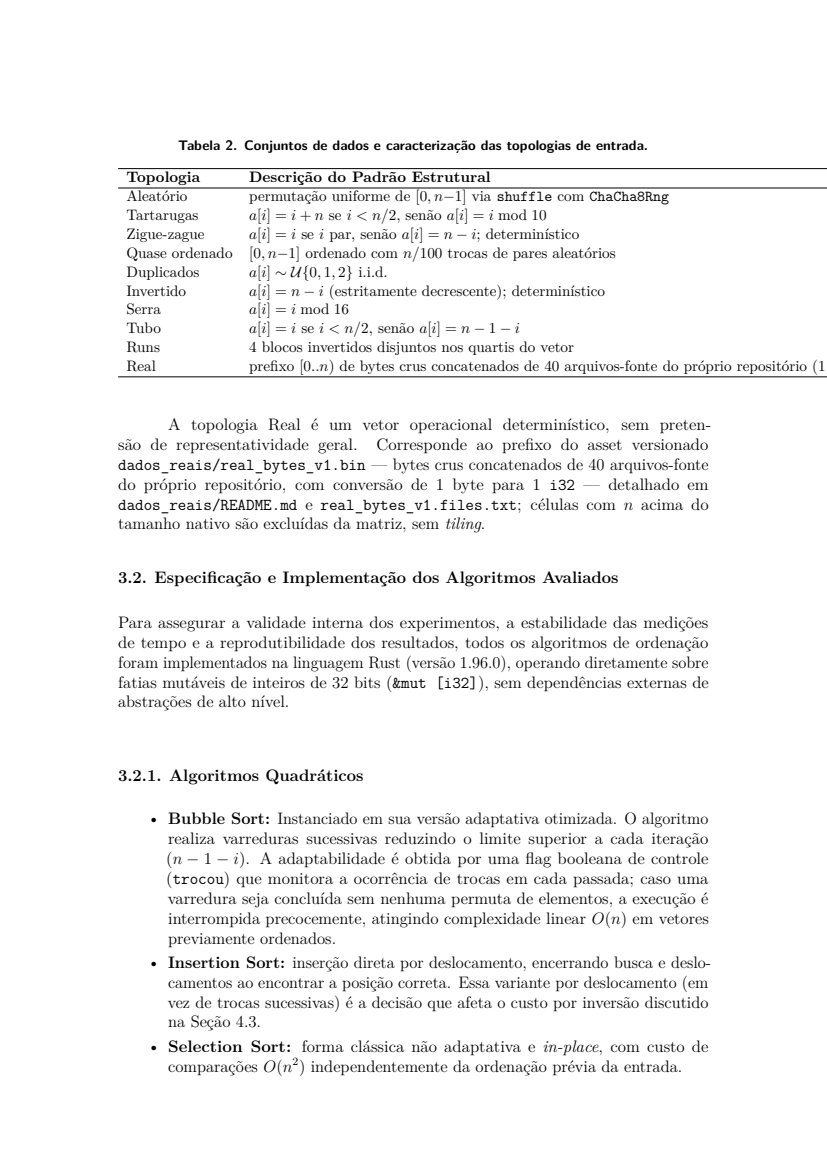 Tabela 2. Conjuntos de dados e caracterização das topologias de entrada.
Topologia Descrição do Padrão Estrutural
Aleatório permutação uniforme de [0, n−1] via shuffle com ChaCha8Rng
Tartarugas a[i] = i + n se i < n/2, senão a[i] = i mod 10
Zigue-zague a[i] = i se i par, senão a[i] = n − i; determinístico
Quase ordenado [0, n−1] ordenado com n/100 trocas de pares aleatórios
Duplicados a[i] ∼ U{0, 1, 2} i.i.d.
Invertido a[i] = n − i (estritamente decrescente); determinístico
Serra a[i] = i mod 16
Tubo a[i] = i se i < n/2, senão a[i] = n − 1 − i
Runs 4 blocos invertidos disjuntos nos quartis do vetor
Real prefixo [0..n) de bytes crus concatenados de 40 arquivos-fonte do próprio repositório (1
A topologia Real é um vetor operacional determinístico, sem preten-
são de representatividade geral. Corresponde ao prefixo do asset versionado
dados_reais/real_bytes_v1.bin — bytes crus concatenados de 40 arquivos-fonte
do próprio repositório, com conversão de 1 byte para 1 i32 — detalhado em
dados_reais/README.md e real_bytes_v1.files.txt; células com n acima do
tamanho nativo são excluídas da matriz, sem tiling.
3.2. Especificação e Implementação dos Algoritmos Avaliados
Para assegurar a validade interna dos experimentos, a estabilidade das medições
de tempo e a reprodutibilidade dos resultados, todos os algoritmos de ordenação
foram implementados na linguagem Rust (versão 1.96.0), operando diretamente sobre
fatias mutáveis de inteiros de 32 bits (&mut [i32]), sem dependências externas de
abstrações de alto nível.
3.2.1. Algoritmos Quadráticos
• Bubble Sort: Instanciado em sua versão adaptativa otimizada. O algoritmo
realiza varreduras sucessivas reduzindo o limite superior a cada iteração
(n − 1 − i). A adaptabilidade é obtida por uma flag booleana de controle
(trocou) que monitora a ocorrência de trocas em cada passada; caso uma
varredura seja concluída sem nenhuma permuta de elementos, a execução é
interrompida precocemente, atingindo complexidade linear O(n) em vetores
previamente ordenados.
• Insertion Sort: inserção direta por deslocamento, encerrando busca e deslo-
camentos ao encontrar a posição correta. Essa variante por deslocamento (em
vez de trocas sucessivas) é a decisão que afeta o custo por inversão discutido
na Seção 4.3.
• Selection Sort: forma clássica não adaptativa e in-place, com custo de
comparações O(n²) independentemente da ordenação prévia da entrada.